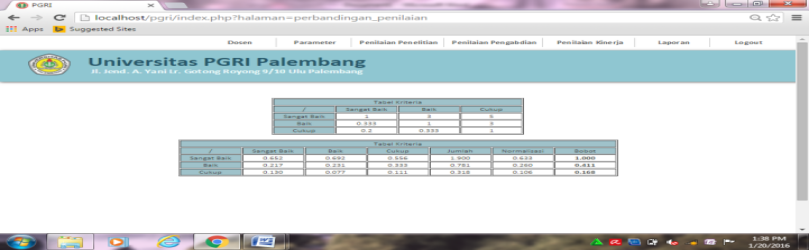 PGRI
localhost/pgri/index.php?halaman=perbandingan_penilaian
Apps Suggested Sites
Dosen Parameter Penilaian Penelitian Penilaian Pengabdian Penilaian Kinerja Laporan Logout
Universitas PGRI Palembang
Jl. Jend. A. Yani Lr. Gotong Royong 9/10 Ulu Palembang
Tabel Kriteria
/ Sangat Baik Baik Cukup
Sangat Baik 1 3 5
Baik 0.333 1 3
Cukup 0.2 0.333 1
Tabel Kriteria
/ Sangat Baik Baik Cukup Jumlah Normalisasi Bobot
Sangat Baik 0.652 0.692 0.556 1.900 0.633 1.000
Baik 0.217 0.231 0.333 0.781 0.260 0.411
Cukup 0.130 0.077 0.111 0.318 0.106 0.168
1:38 PM
1/20/2016